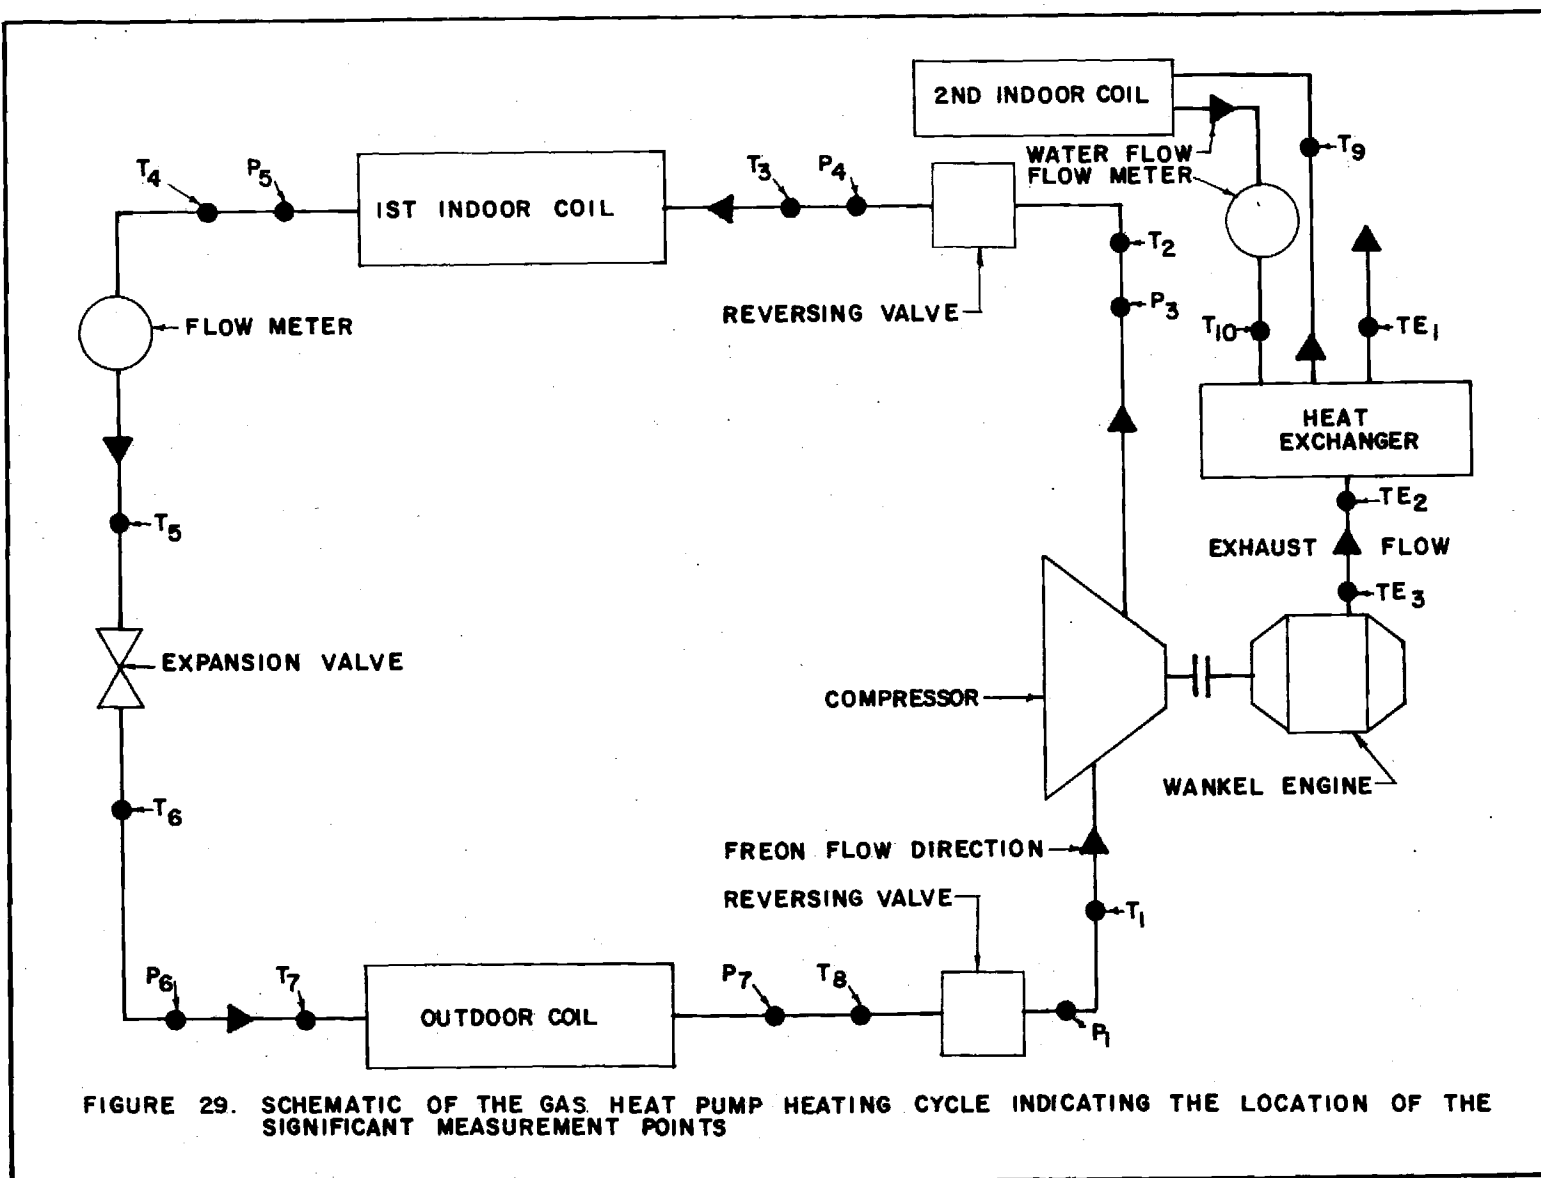 2ND INDOOR COIL
WATER FLOW
FLOW METER
T9
T4
P5
1ST INDOOR COIL
T3
P4
T2
REVERSING VALVE
P3
T10
TE1
FLOW METER
HEAT
EXCHANGER
TE2
T5
EXHAUST FLOW
TE3
EXPANSION VALVE
COMPRESSOR
WANKEL ENGINE
T6
FREON FLOW DIRECTION
REVERSING VALVE
T1
P6
T7
OUTDOOR COIL
P7
T8
P1
FIGURE 29. SCHEMATIC OF THE GAS HEAT PUMP HEATING CYCLE INDICATING THE LOCATION OF THE
SIGNIFICANT MEASUREMENT POINTS